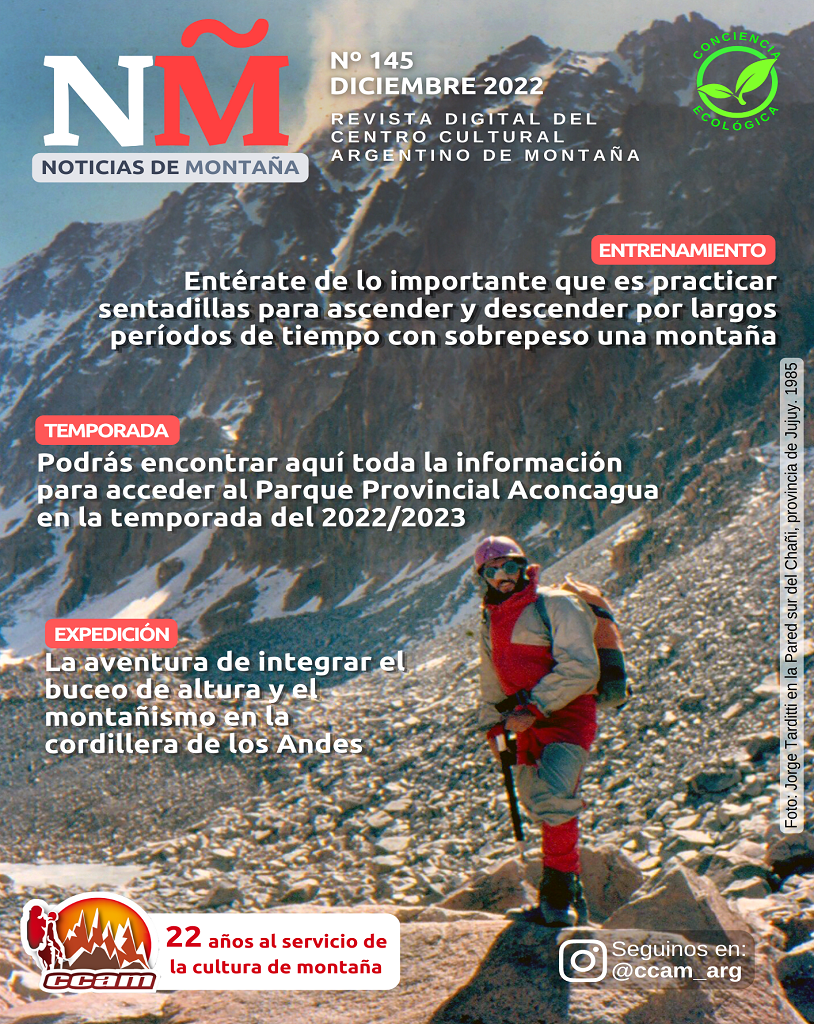 NM̃
NOTICIAS DE MONTAÑA
Nº 145
DICIEMBRE 2022
REVISTA DIGITAL DEL
CENTRO CULTURAL
ARGENTINO DE MONTAÑA
CONCIENCIA
ECOLÓGICA
ENTRENAMIENTO
Entérate de lo importante que es practicar
sentadillas para ascender y descender por largos
períodos de tiempo con sobrepeso una montaña
TEMPORADA
Podrás encontrar aquí toda la información
para acceder al Parque Provincial Aconcagua
en la temporada del 2022/2023
EXPEDICIÓN
La aventura de integrar el
buceo de altura y el
montañismo en la
cordillera de los Andes
Foto: Jorge Tarditti en la Pared sur del Chañi, provincia de Jujuy. 1985
ccam
22 años al servicio de
la cultura de montaña
Seguinos en:
@ccam_arg